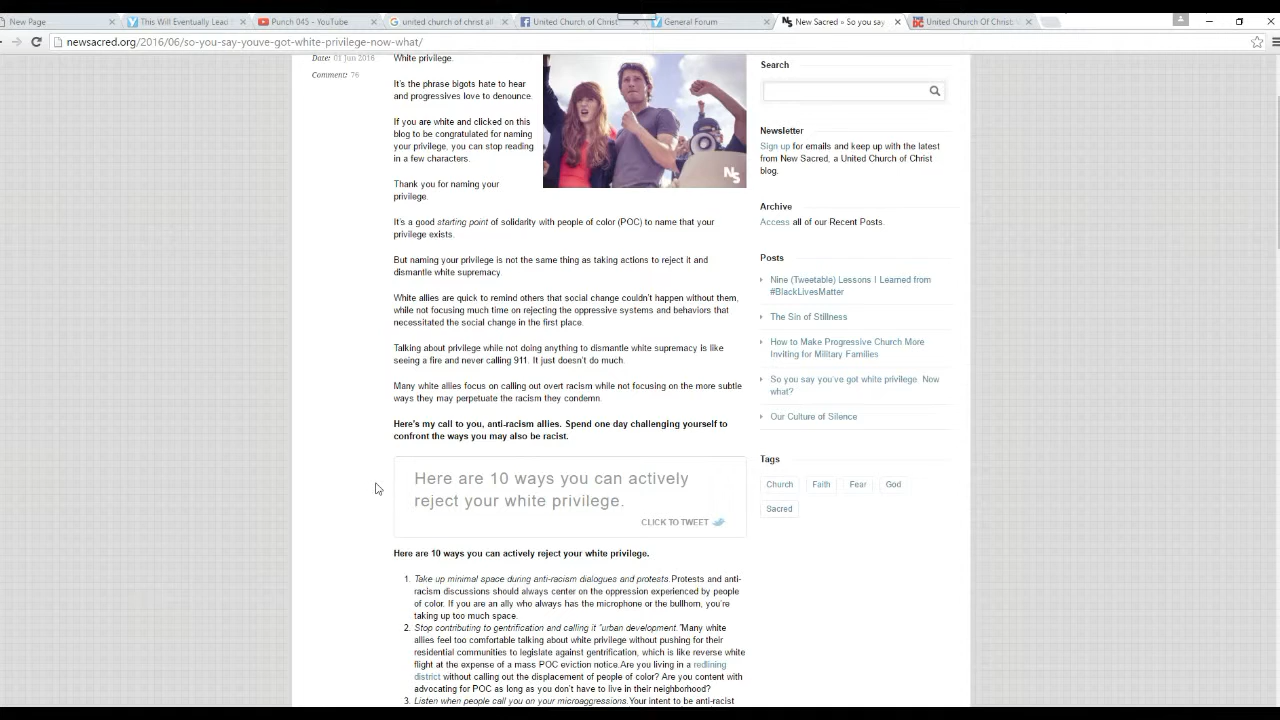 New Page
This Will Eventually Lead
Punch 045 - YouTube
united church of christ all
United Church of Christ
General Forum
New Sacred » So you say
United Church Of Christ:
newsacred.org/2016/06/so-you-say-youve-got-white-privilege-now-what/
Date: 01 Jun 2016
Comment: 76
White privilege.
It's the phrase bigots hate to hear
and progressives love to denounce.
If you are white and clicked on this
blog to be congratulated for naming
your privilege, you can stop reading
in a few characters.
Thank you for naming your
privilege.
It's a good starting point of solidarity with people of color (POC) to name that your
privilege exists.
But naming your privilege is not the same thing as taking actions to reject it and
dismantle white supremacy.
White allies are quick to remind others that social change couldn't happen without them,
while not focusing much time on rejecting the oppressive systems and behaviors that
necessitated the social change in the first place.
Talking about privilege while not doing anything to dismantle white supremacy is like
seeing a fire and never calling 911. It just doesn't do much.
Many white allies focus on calling out overt racism while not focusing on the more subtle
ways they may perpetuate the racism they condemn.
Here's my call to you, anti-racism allies. Spend one day challenging yourself to
confront the ways you may also be racist.
Here are 10 ways you can actively
reject your white privilege.
CLICK TO TWEET
Here are 10 ways you can actively reject your white privilege.
1. Take up minimal space during anti-racism dialogues and protests.Protests and anti-
racism discussions should always center on the oppression experienced by people
of color. If you are an ally who always has the microphone or the bullhorn, you're
taking up too much space.
2. Stop contributing to gentrification and calling it "urban development."Many white
allies feel too comfortable talking about white privilege without pushing for their
residential communities to legislate against gentrification, which is like reverse white
flight at the expense of a mass POC eviction notice.Are you living in a redlining
district without calling out the displacement of people of color? Are you content with
advocating for POC as long as you don't have to live in their neighborhood?
3. Listen when people call you on your microaggressions.Your intent to be anti-racist
NS
Search
Newsletter
Sign up for emails and keep up with the latest
from New Sacred, a United Church of Christ
blog.
Archive
Access all of our Recent Posts.
Posts
Nine (Tweetable) Lessons I Learned from
#BlackLivesMatter
The Sin of Stillness
How to Make Progressive Church More
Inviting for Military Families
So you say you've got white privilege. Now
what?
Our Culture of Silence
Tags
Church Faith Fear God
Sacred